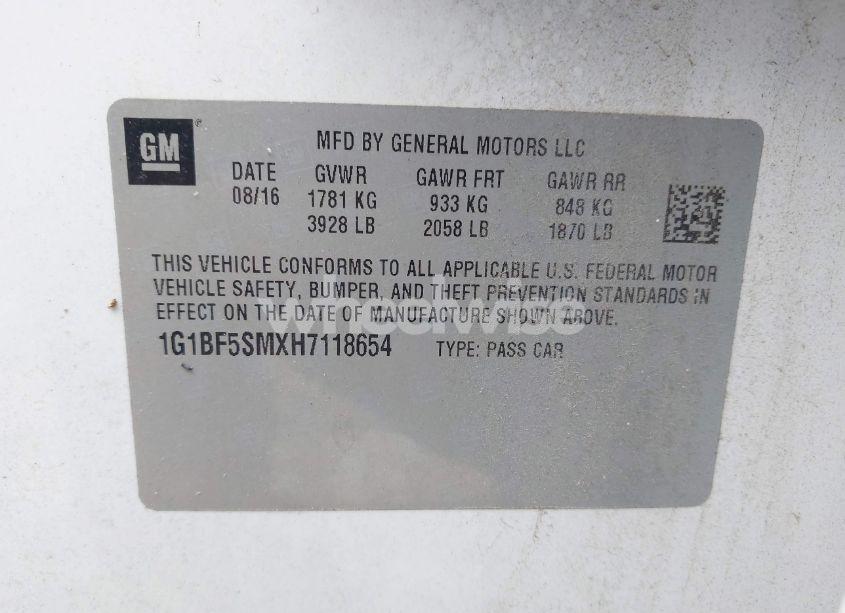 GM ®
MFD BY GENERAL MOTORS LLC
DATE GVWR GAWR FRT GAWR RR
08/16 1781 KG 933 KG 848 KG
3928 LB 2058 LB 1870 LB
THIS VEHICLE CONFORMS TO ALL APPLICABLE U.S. FEDERAL MOTOR
VEHICLE SAFETY, BUMPER, AND THEFT PREVENTION STANDARDS IN
EFFECT ON THE DATE OF MANUFACTURE SHOWN ABOVE.
1G1BF5SMXH7118654 TYPE: PASS CAR